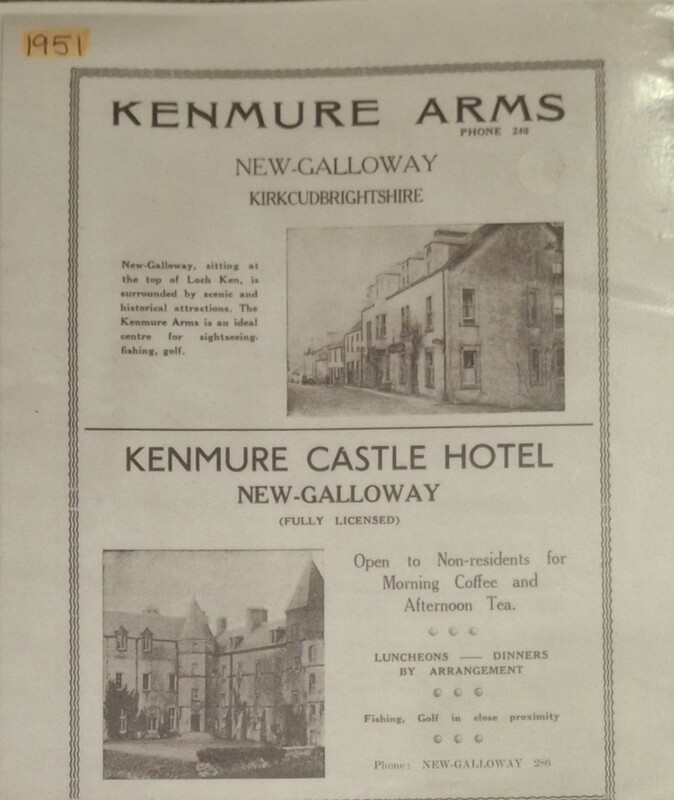 1951
KENMURE ARMS
PHONE 240
NEW-GALLOWAY
KIRKCUDBRIGHTSHIRE
New-Galloway, sitting at
the top of Loch Ken, is
surrounded by scenic and
historical attractions. The
Kenmure Arms is an ideal
centre for sightseeing,
fishing, golf.
KENMURE CASTLE HOTEL
NEW-GALLOWAY
(FULLY LICENSED)
Open to Non-residents for
Morning Coffee and
Afternoon Tea.
LUNCHEONS — DINNERS
BY ARRANGEMENT
Fishing, Golf in close proximity
Phone: NEW-GALLOWAY 286